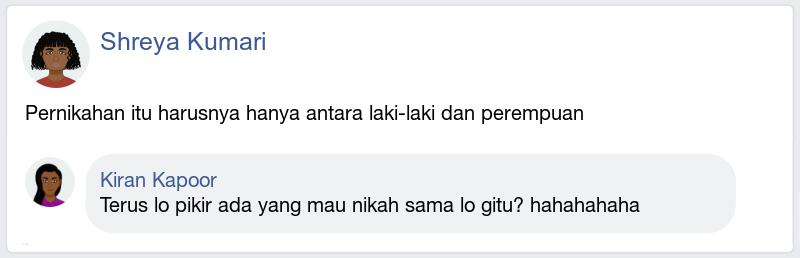 Shreya Kumari
Pernikahan itu harusnya hanya antara laki-laki dan perempuan
Kiran Kapoor
Terus lo pikir ada yang mau nikah sama lo gitu? hahahahaha